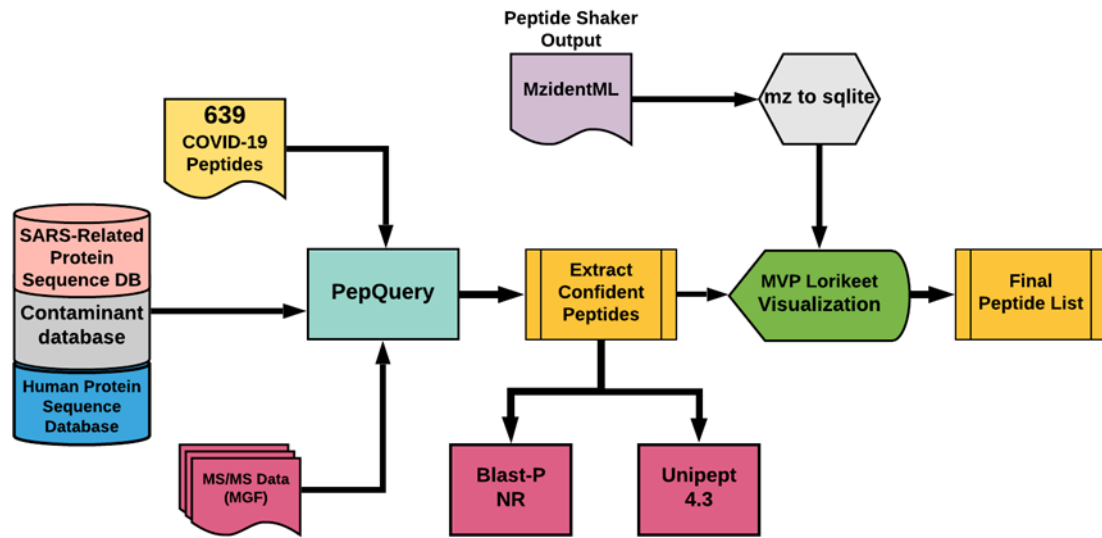 Peptide Shaker
Output
MzidentML
mz to sqlite
639
COVID-19
Peptides
SARS-Related
Protein
Sequence DB
Contaminant
database
Human Protein
Sequence
Database
PepQuery
Extract
Confident
Peptides
MVP Lorikeet
Visualization
Final
Peptide List
MS/MS Data
(MGF)
Blast-P
NR
Unipept
4.3